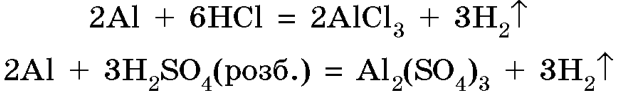 2Al + 6HCl = 2AlCl₃ + 3H₂↑
2Al + 3H₂SO₄(розб.) = Al₂(SO₄)₃ + 3H₂↑